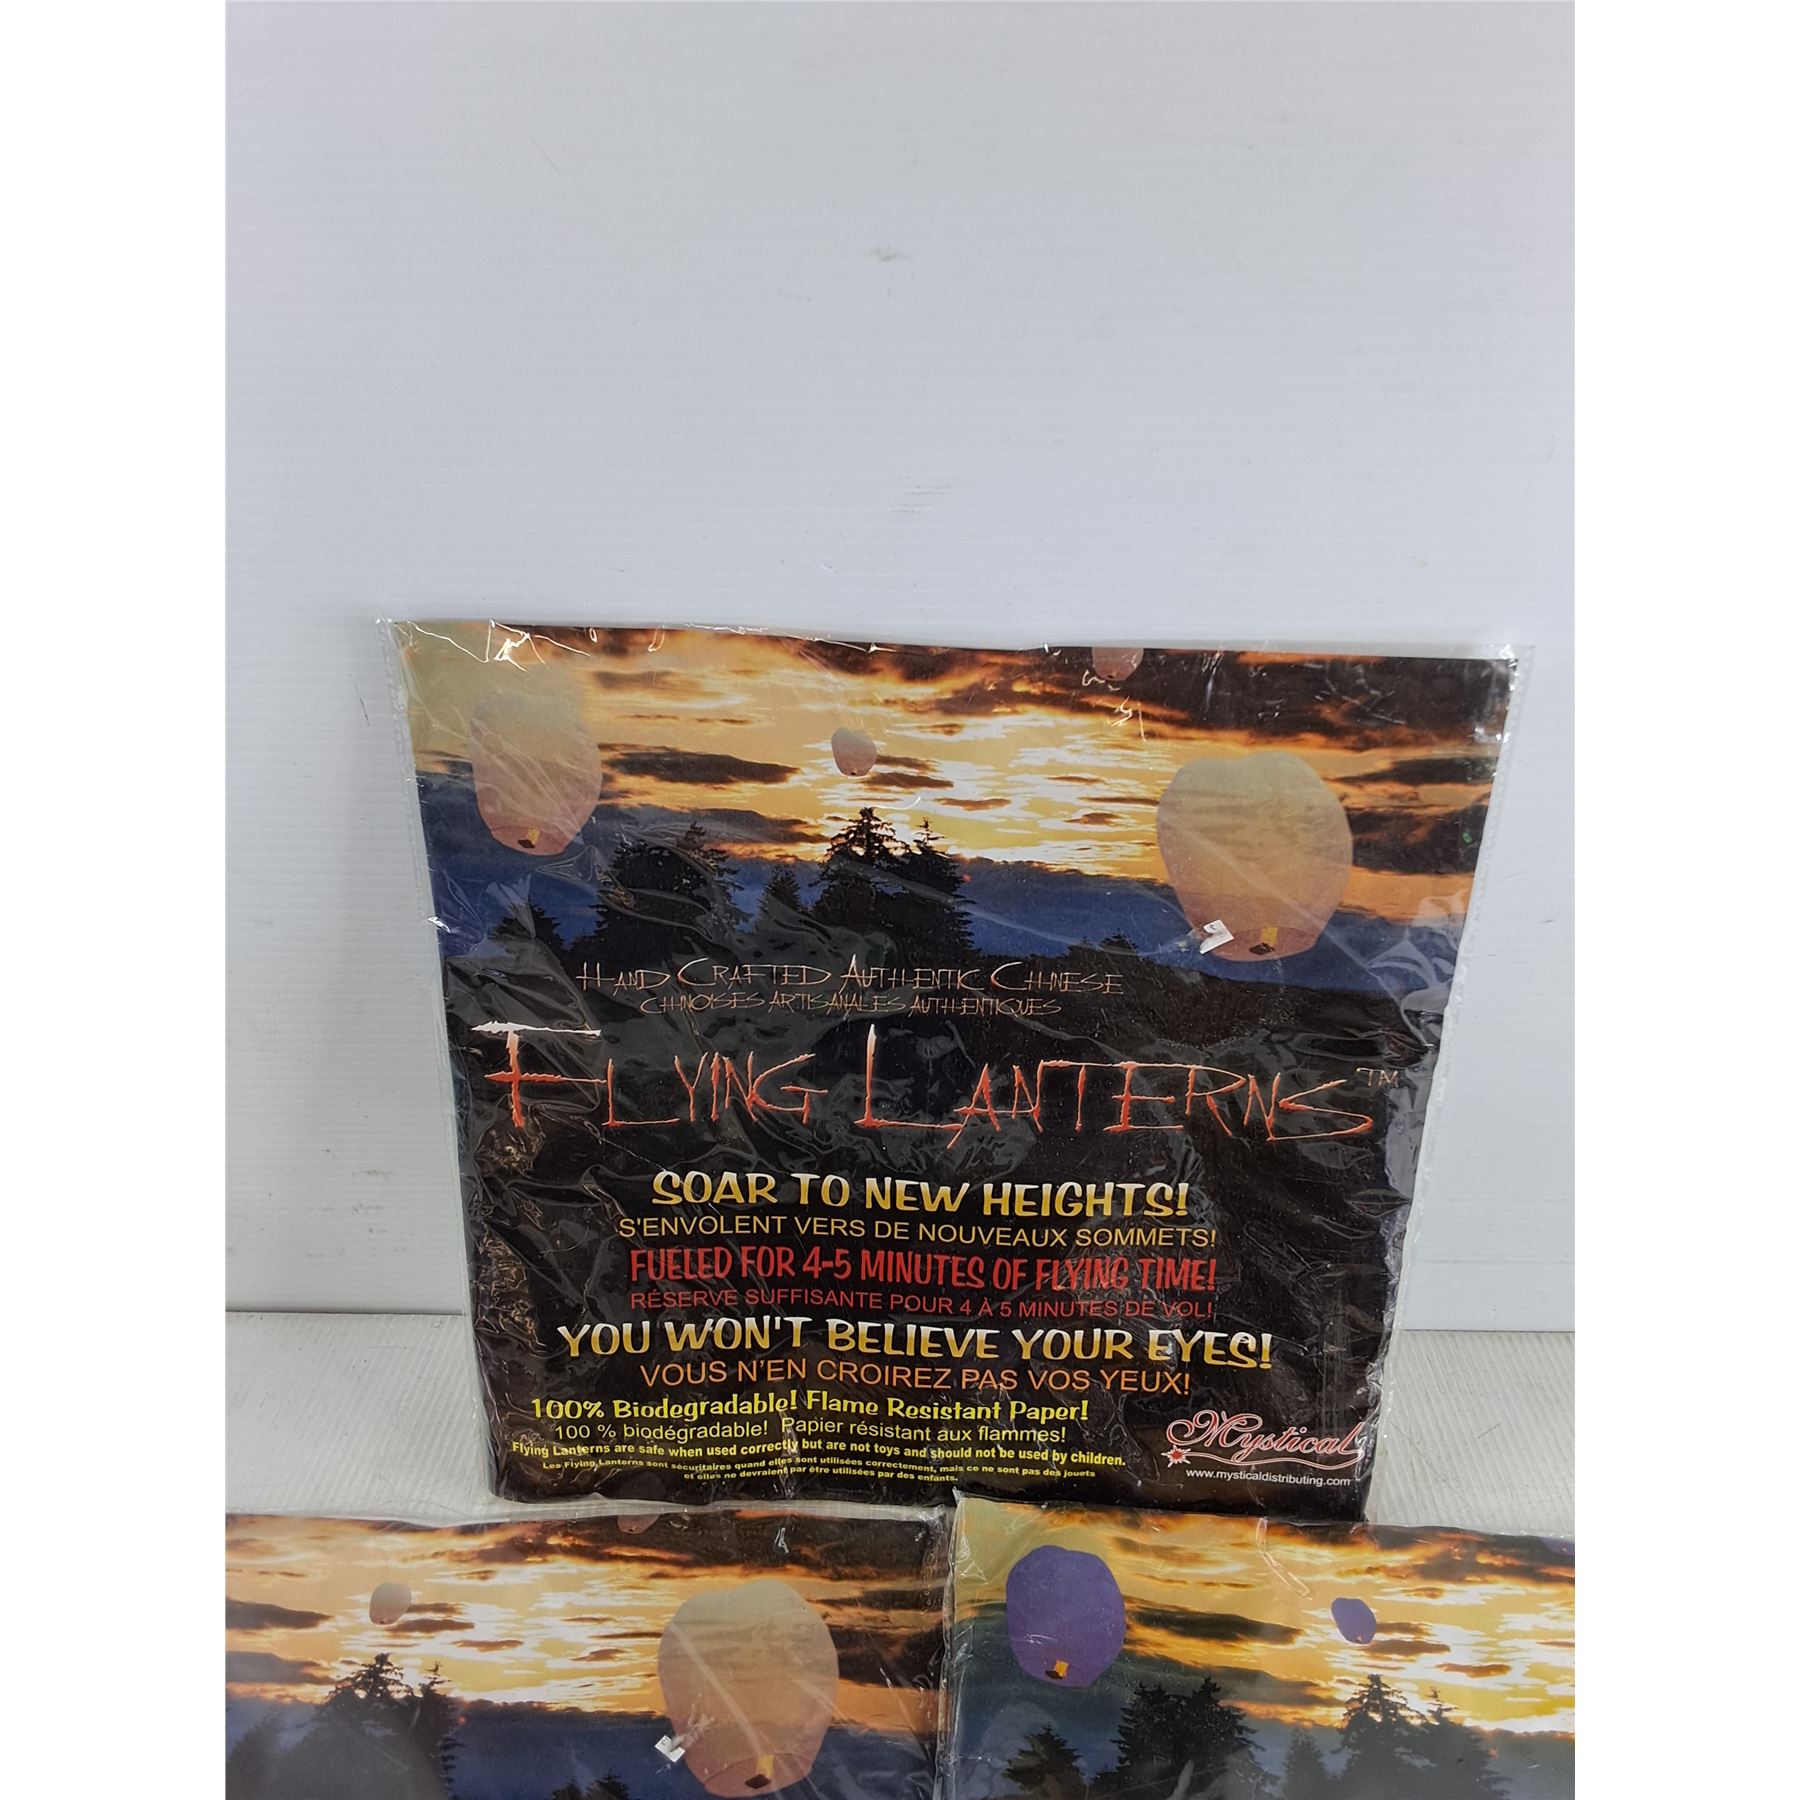 HAND CRAFTED AUTHENTIC CHINESE
CHINOISES ARTISANALES AUTHENTIQUES
FLYING LANTERNS™
SOAR TO NEW HEIGHTS!
S'ENVOLENT VERS DE NOUVEAUX SOMMETS!
FUELED FOR 4-5 MINUTES OF FLYING TIME!
RÉSERVE SUFFISANTE POUR 4 À 5 MINUTES DE VOL!
YOU WON'T BELIEVE YOUR EYES!
VOUS N'EN CROIREZ PAS VOS YEUX!
100% Biodegradable! Flame Resistant Paper!
100 % biodégradable! Papier résistant aux flammes!
Flying Lanterns are safe when used correctly but are not toys and should not be used by children.
Les Flying Lanterns sont sécuritaires quand elles sont utilisées correctement, mais ce ne sont pas des jouets
et elles ne devraient par être utilisées par des enfants.
Mystical
www.mysticaldistributing.com